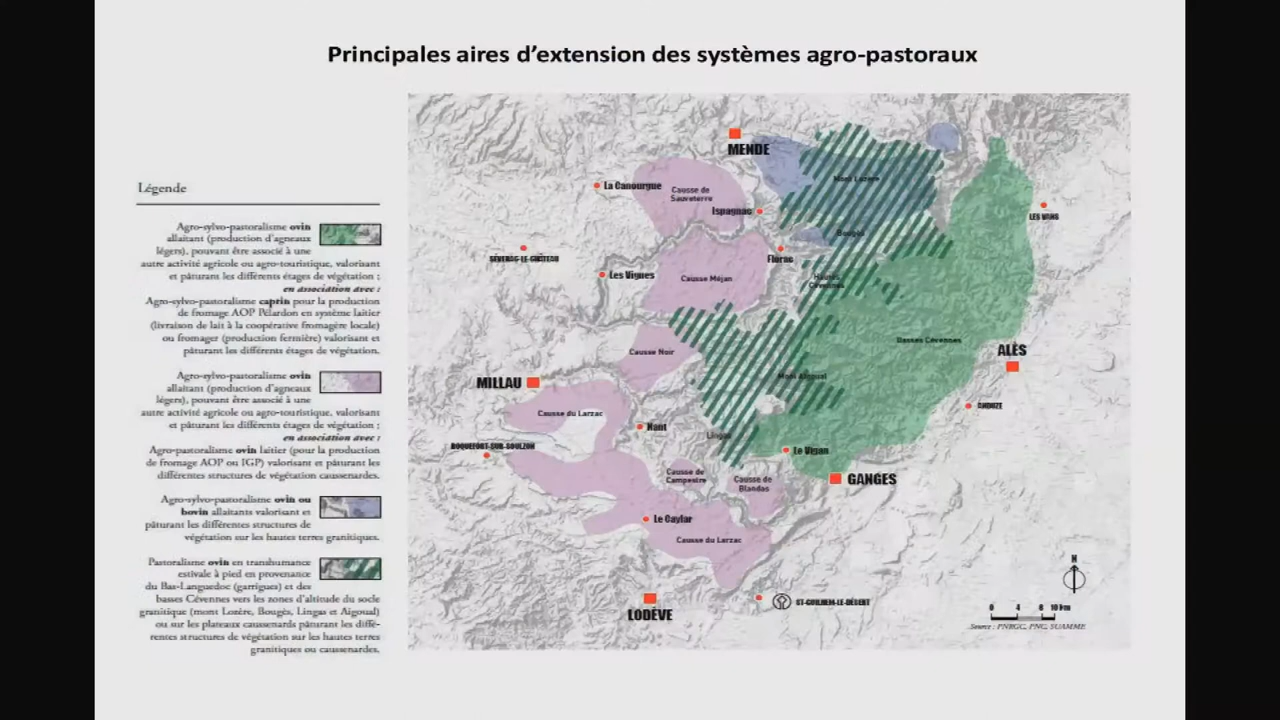 Principales aires d'extension des systèmes agro-pastoraux
Légende
Agro-sylvo-pastoralisme ovin
allaitant (production d'agneaux
légers), pouvant être associé à une
autre activité agricole ou agro-touristique, valorisant
et pâturant les différents étages de végétation ;
en association avec :
Agro-sylvo-pastoralisme caprin pour la production
de fromage AOP Pélardon en système laitier
(livraison de lait à la coopérative fromagère locale)
ou fromager (production fermière) valorisant et
pâturant les différents étages de végétation.
Agro-sylvo-pastoralisme ovin
allaitant (production d'agneaux
légers), pouvant être associé à une
autre activité agricole ou agro-touristique, valorisant
et pâturant les différents étages de végétation ;
en association avec :
Agro-pastoralisme ovin laitier (pour la production
de fromage AOP ou IGP) valorisant et pâturant les
différentes structures de végétation caussenardes.
Agro-sylvo-pastoralisme ovin ou
bovin allaitants valorisant et
pâturant les différentes structures de
végétation sur les hautes terres granitiques.
Pastoralisme ovin en transhumance
estivale à pied en provenance
du Bas-Languedoc (garrigues) et des
basses Cévennes vers les zones d'altitude du socle
granitique (mont Lozère, Bougès, Lingas et Aigoual)
ou sur les plateaux caussenards pâturant les diffé-
rentes structures de végétation sur les hautes terres
granitiques ou caussenardes.
MENDE
Mont Lozère
La Canourgue
Causse de
Sauveterre
Ispagnac
LES VANS
Bougès
SÉVERAC-LE-CHÂTEAU
Florac
Les Vignes
Causse Méjan
Hautes
Cévennes
Basses Cévennes
Causse Noir
ALÈS
Mont Aigoual
MILLAU
ANDUZE
Causse du Larzac
Nant
Lingas
ROQUEFORT-SUR-SOULZON
Le Vigan
Causse de
Campestre
Causse de
Blandas
GANGES
Le Caylar
Causse du Larzac
N
LODÈVE
ST-GUILHEM-LE-DÉSERT
0 4 8 10 km
Source : PNRGC, PNC, SUAMME